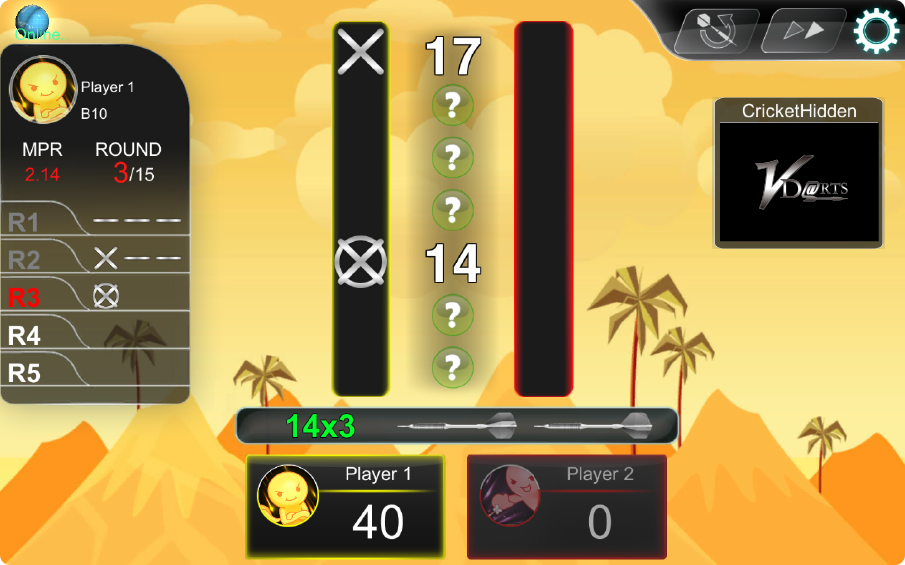 Online.
Player 1
B10
MPR ROUND
2.14 3/15
R1
R2
R3
R4
R5
17
?
?
?
14
?
?
CricketHidden
VD@RTS
14x3
Player 1
40
Player 2
0